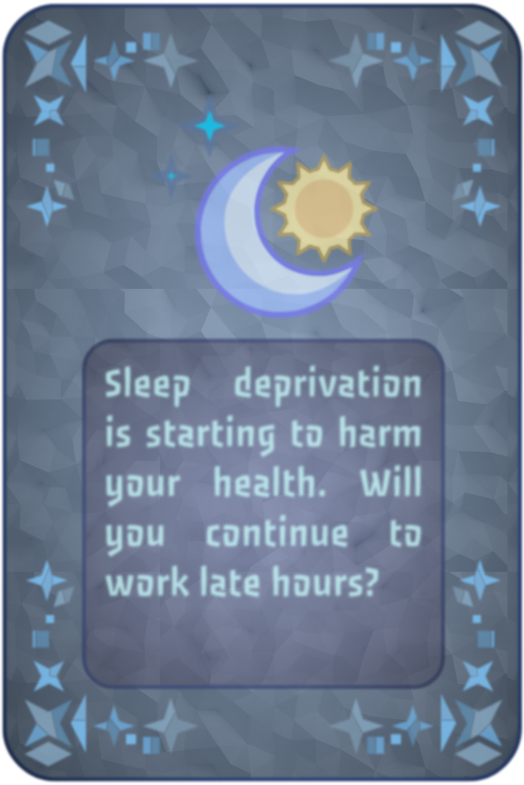 Sleep deprivation
is starting to harm
your health. Will
you continue to
work late hours?